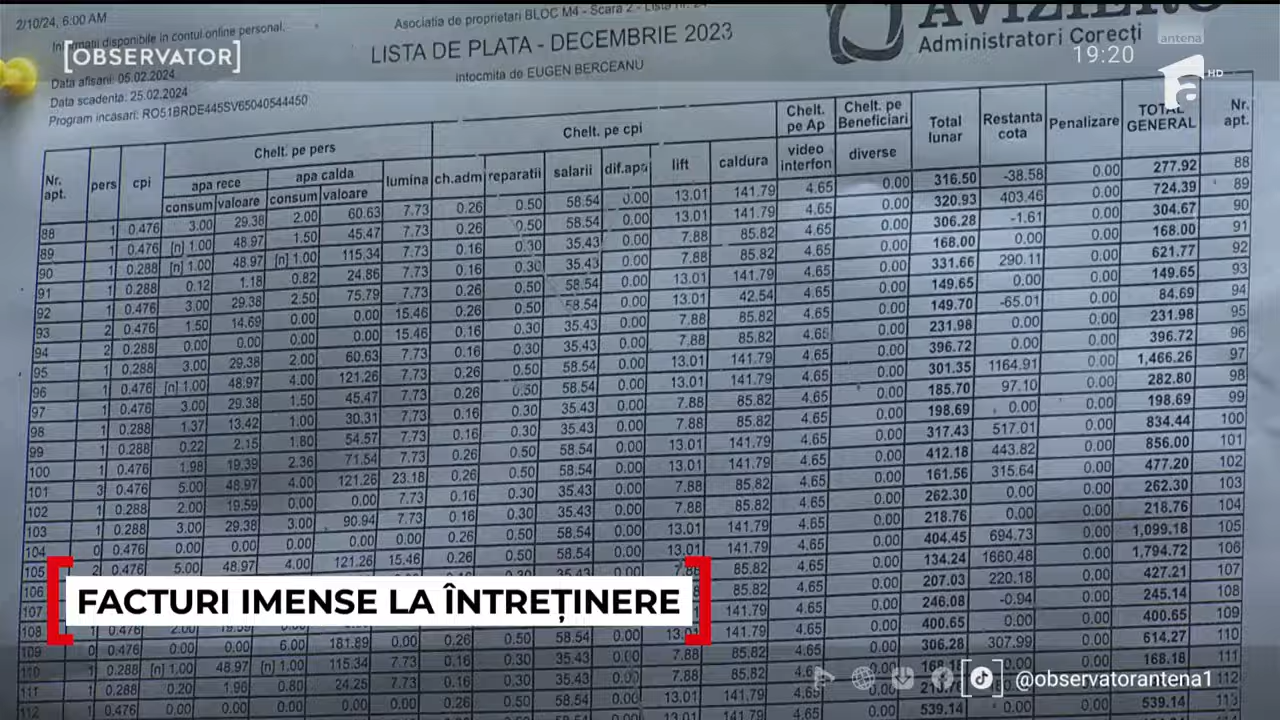 2/10/24, 6:00 AM
Asociatia de proprietari BLOC M4 - Scara 2 - Lista nr. 24
AVIZIERO
Administratori Corecți
antena
19:20
HD
Informatii disponibile in contul online personal.
[OBSERVATOR]
LISTA DE PLATA - DECEMBRIE 2023
Intocmita de EUGEN BERCEANU
Data afisarii: 05.02.2024
Data scadenta: 25.02.2024
Program incasari: RO51BRDE445SV65040544450
Nr. apt. pers cpi Chelt. pe pers Chelt. pe cpi Chelt. pe Ap Chelt. pe Beneficiari Total lunar Restanta cota Penalizare TOTAL GENERAL Nr. apt.
apa rece apa calda lumina ch.adm reparatii salarii dif.apa lift caldura video interfon diverse
consum valoare consum valoare
88 1 0.476 3.00 29.38 2.00 60.63 7.73 0.26 0.50 58.54 0.00 13.01 141.79 4.65 0.00 316.50 -38.58 0.00 277.92 88
89 1 0.476 [n] 1.00 48.97 1.50 45.47 7.73 0.26 0.50 58.54 0.00 13.01 141.79 4.65 0.00 320.93 403.46 0.00 724.39 89
90 1 0.288 [n] 1.00 48.97 [n] 1.00 115.34 7.73 0.16 0.30 35.43 0.00 7.88 85.82 4.65 0.00 306.28 -1.61 0.00 304.67 90
91 1 0.288 0.12 1.18 0.82 24.86 7.73 0.16 0.30 35.43 0.00 7.88 85.82 4.65 0.00 168.00 0.00 0.00 168.00 91
92 1 0.476 3.00 29.38 2.50 75.79 15.46 0.26 0.50 58.54 0.00 13.01 141.79 4.65 0.00 331.66 290.11 0.00 621.77 92
93 2 0.476 1.50 14.69 0.00 0.00 15.46 0.26 0.50 58.54 0.00 13.01 42.54 4.65 0.00 149.65 0.00 0.00 149.65 93
94 2 0.288 0.00 0.00 0.00 0.00 15.46 0.16 0.30 35.43 0.00 7.88 85.82 4.65 0.00 149.70 -65.01 0.00 84.69 94
95 1 0.288 3.00 29.38 2.00 60.63 7.73 0.16 0.30 35.43 0.00 7.88 85.82 4.65 0.00 231.98 0.00 0.00 231.98 95
96 1 0.476 [n] 1.00 48.97 4.00 121.26 7.73 0.26 0.50 58.54 0.00 13.01 141.79 4.65 0.00 396.72 0.00 0.00 396.72 96
97 1 0.476 3.00 29.38 1.50 45.47 7.73 0.26 0.50 58.54 0.00 13.01 141.79 4.65 0.00 301.35 1164.91 0.00 1,466.26 97
98 1 0.288 1.37 13.42 1.00 30.31 7.73 0.16 0.30 35.43 0.00 7.88 85.82 4.65 0.00 185.70 97.10 0.00 282.80 98
99 1 0.288 0.22 2.15 1.80 54.57 7.73 0.16 0.30 35.43 0.00 7.88 85.82 4.65 0.00 198.69 0.00 0.00 198.69 99
100 1 0.476 1.98 19.39 2.36 71.54 7.73 0.26 0.50 58.54 0.00 13.01 141.79 4.65 0.00 317.43 517.01 0.00 834.44 100
101 3 0.476 5.00 48.97 4.00 121.26 23.18 0.26 0.50 58.54 0.00 13.01 141.79 4.65 0.00 412.18 443.82 0.00 856.00 101
102 1 0.288 2.00 19.59 0.00 0.00 7.73 0.16 0.30 35.43 0.00 7.88 85.82 4.65 0.00 161.56 315.64 0.00 477.20 102
103 1 0.288 3.00 29.38 3.00 90.94 7.73 0.16 0.30 35.43 0.00 7.88 85.82 4.65 0.00 262.30 0.00 0.00 262.30 103
104 0 0.476 0.00 0.00 0.00 0.00 0.00 0.26 0.50 58.54 0.00 13.01 141.79 4.65 0.00 218.76 0.00 0.00 218.76 104
105 2 0.476 5.00 48.97 4.00 121.26 15.46 0.26 0.50 58.54 0.00 13.01 141.79 4.65 0.00 404.45 694.73 0.00 1,099.18 105
106 7.88 85.82 4.65 0.00 134.24 1660.48 0.00 1,794.72 106
107 85.82 4.65 0.00 207.03 220.18 0.00 427.21 107
FACTURI IMENSE LA ÎNTREȚINERE
108 1 0.476 2.00 19.59 0.26 0.50 58.54 0.00 13.01 141.79 4.65 0.00 246.08 -0.94 0.00 245.14 108
109 0 0.476 0.00 0.00 6.00 181.89 0.00 0.26 0.50 58.54 0.00 13.01 141.79 4.65 0.00 400.65 0.00 0.00 400.65 109
110 1 0.288 [n] 1.00 48.97 [n] 1.00 115.34 7.73 0.16 0.30 35.43 0.00 7.88 85.82 4.65 0.00 306.28 307.99 0.00 614.27 110
111 1 0.288 0.20 1.96 0.80 24.25 7.73 0.16 0.30 35.43 0.00 7.88 85.82 4.65 0.00 0.00 168.18 111
112 1 0.476 0.00 0.00 0.00 0.00 58.54 0.00 141.79 112
539.14 539.14 113
@observatorantena1